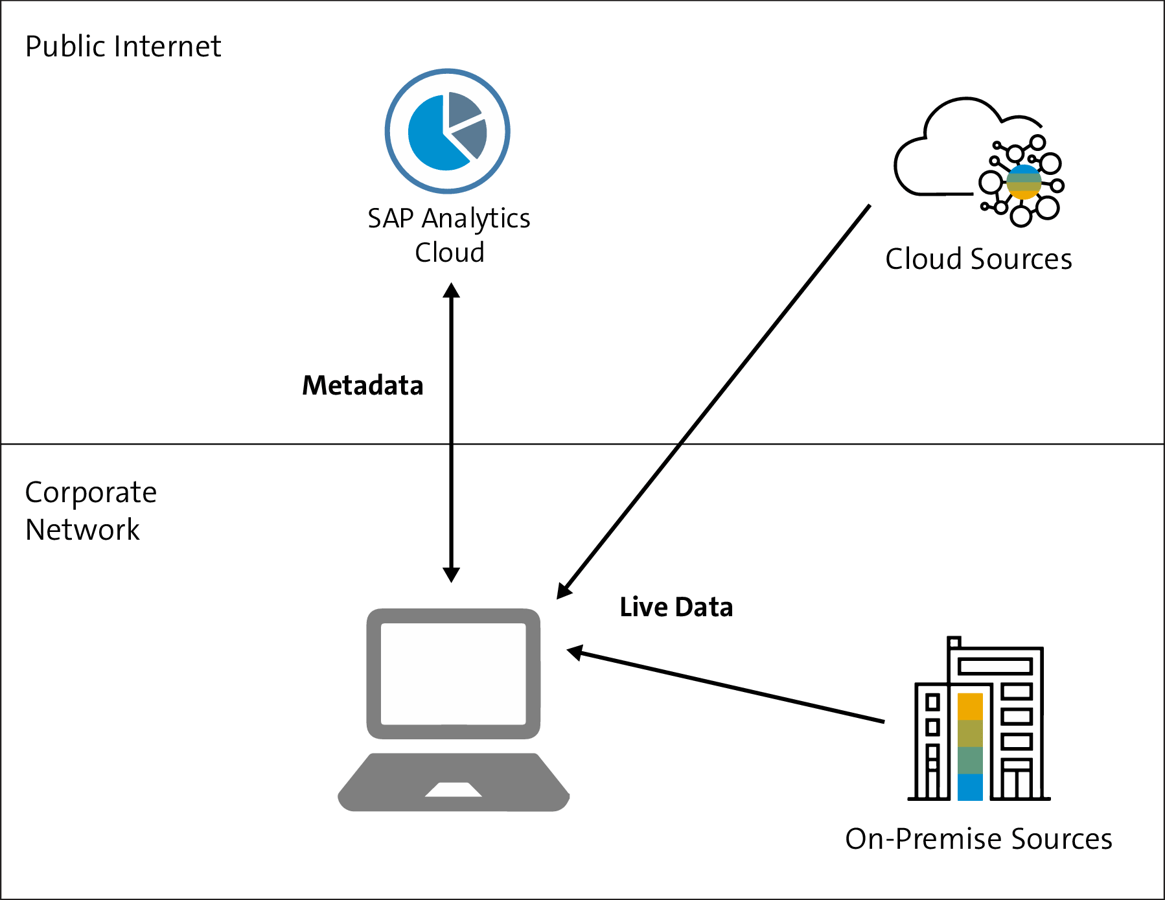 Public Internet
SAP Analytics
Cloud
Cloud Sources
Metadata
Corporate
Network
Live Data
On-Premise Sources